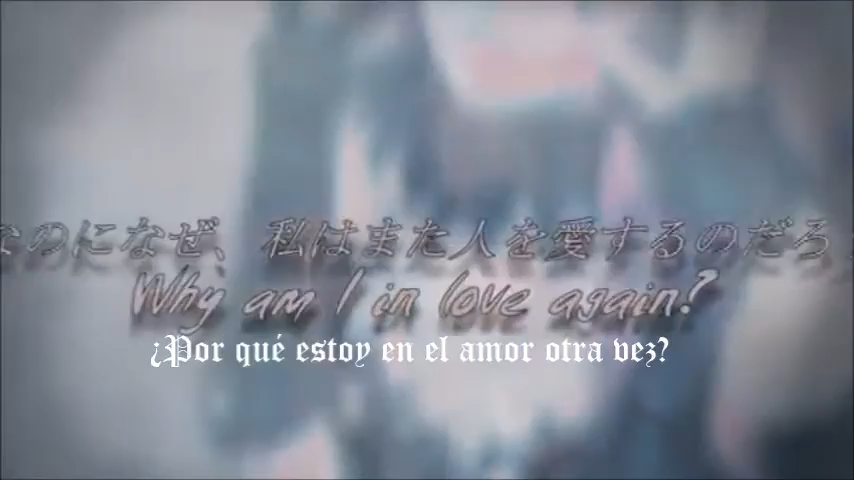 なのになぜ、私はまた人を愛するのだろ
Why am I in love again?
¿Por qué estoy en el amor otra vez?